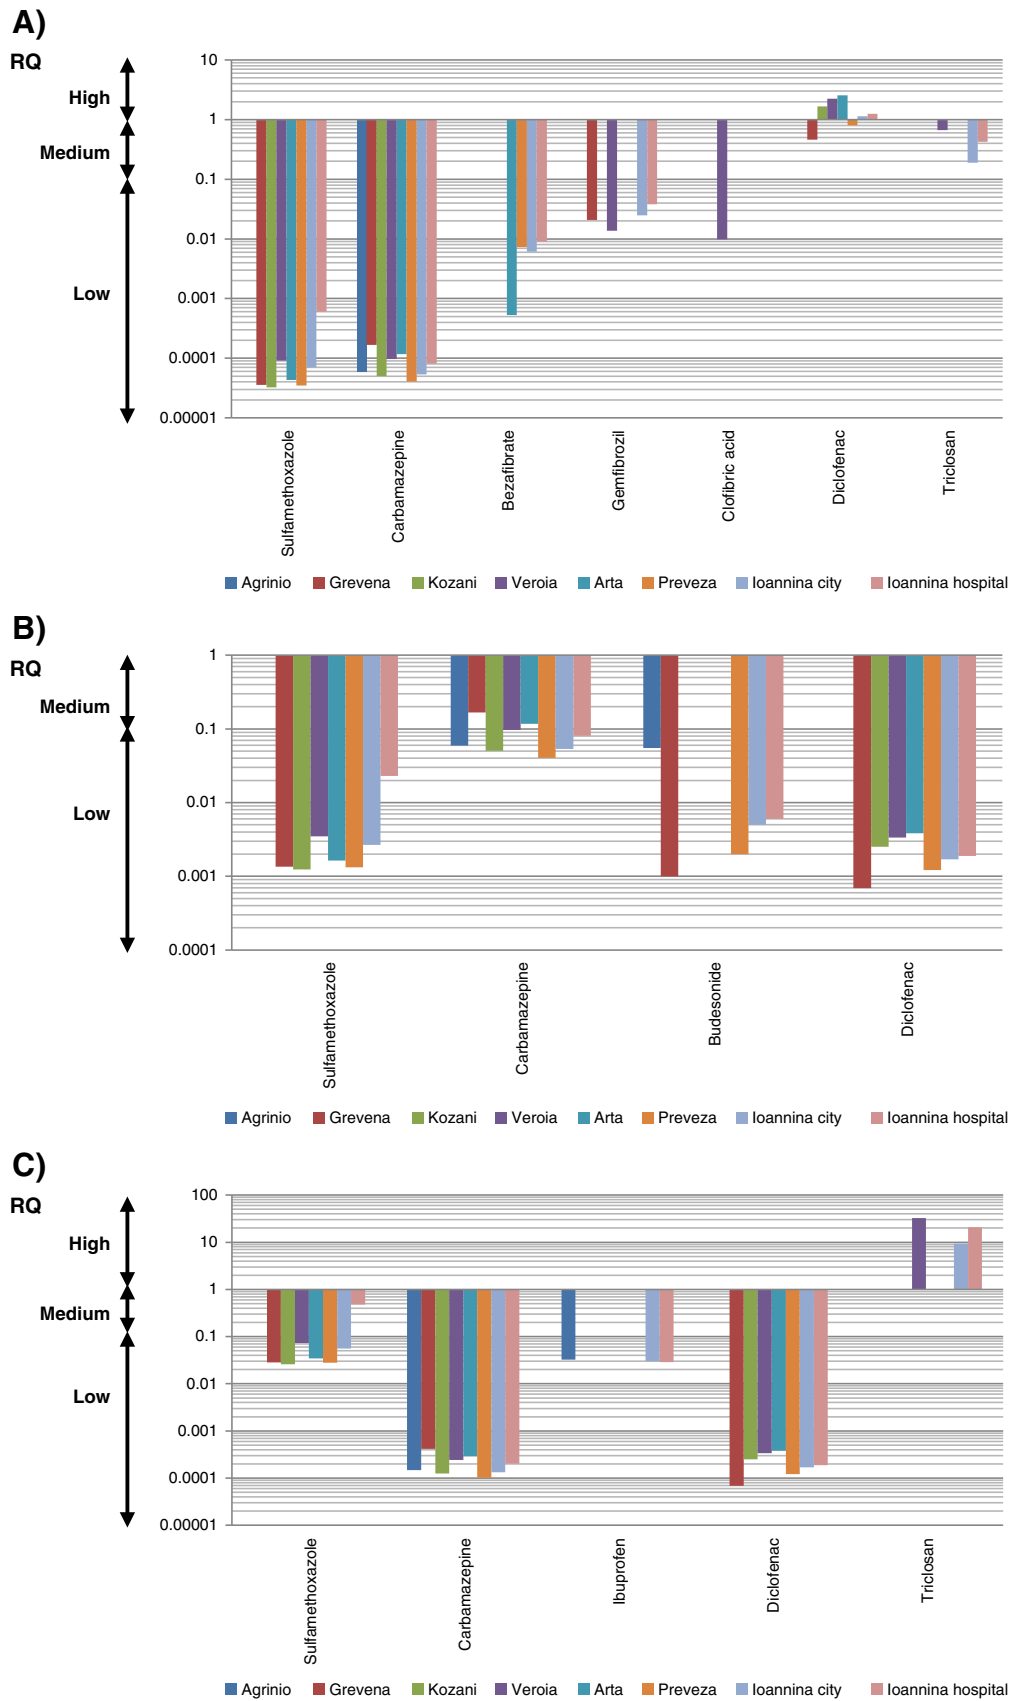 A)
RQ
High
Medium
Low
10
1
0.1
0.01
0.001
0.0001
0.00001
Sulfamethoxazole
Carbamazepine
Bezafibrate
Gemfibrozil
Clofibric acid
Diclofenac
Triclosan
Agrinio Grevena Kozani Veroia Arta Preveza Ioannina city Ioannina hospital
B)
RQ
Medium
Low
1
0.1
0.01
0.001
0.0001
Sulfamethoxazole
Carbamazepine
Budesonide
Diclofenac
Agrinio Grevena Kozani Veroia Arta Preveza Ioannina city Ioannina hospital
C)
RQ
High
Medium
Low
100
10
1
0.1
0.01
0.001
0.0001
0.00001
Sulfamethoxazole
Carbamazepine
Ibuprofen
Diclofenac
Triclosan
Agrinio Grevena Kozani Veroia Arta Preveza Ioannina city Ioannina hospital